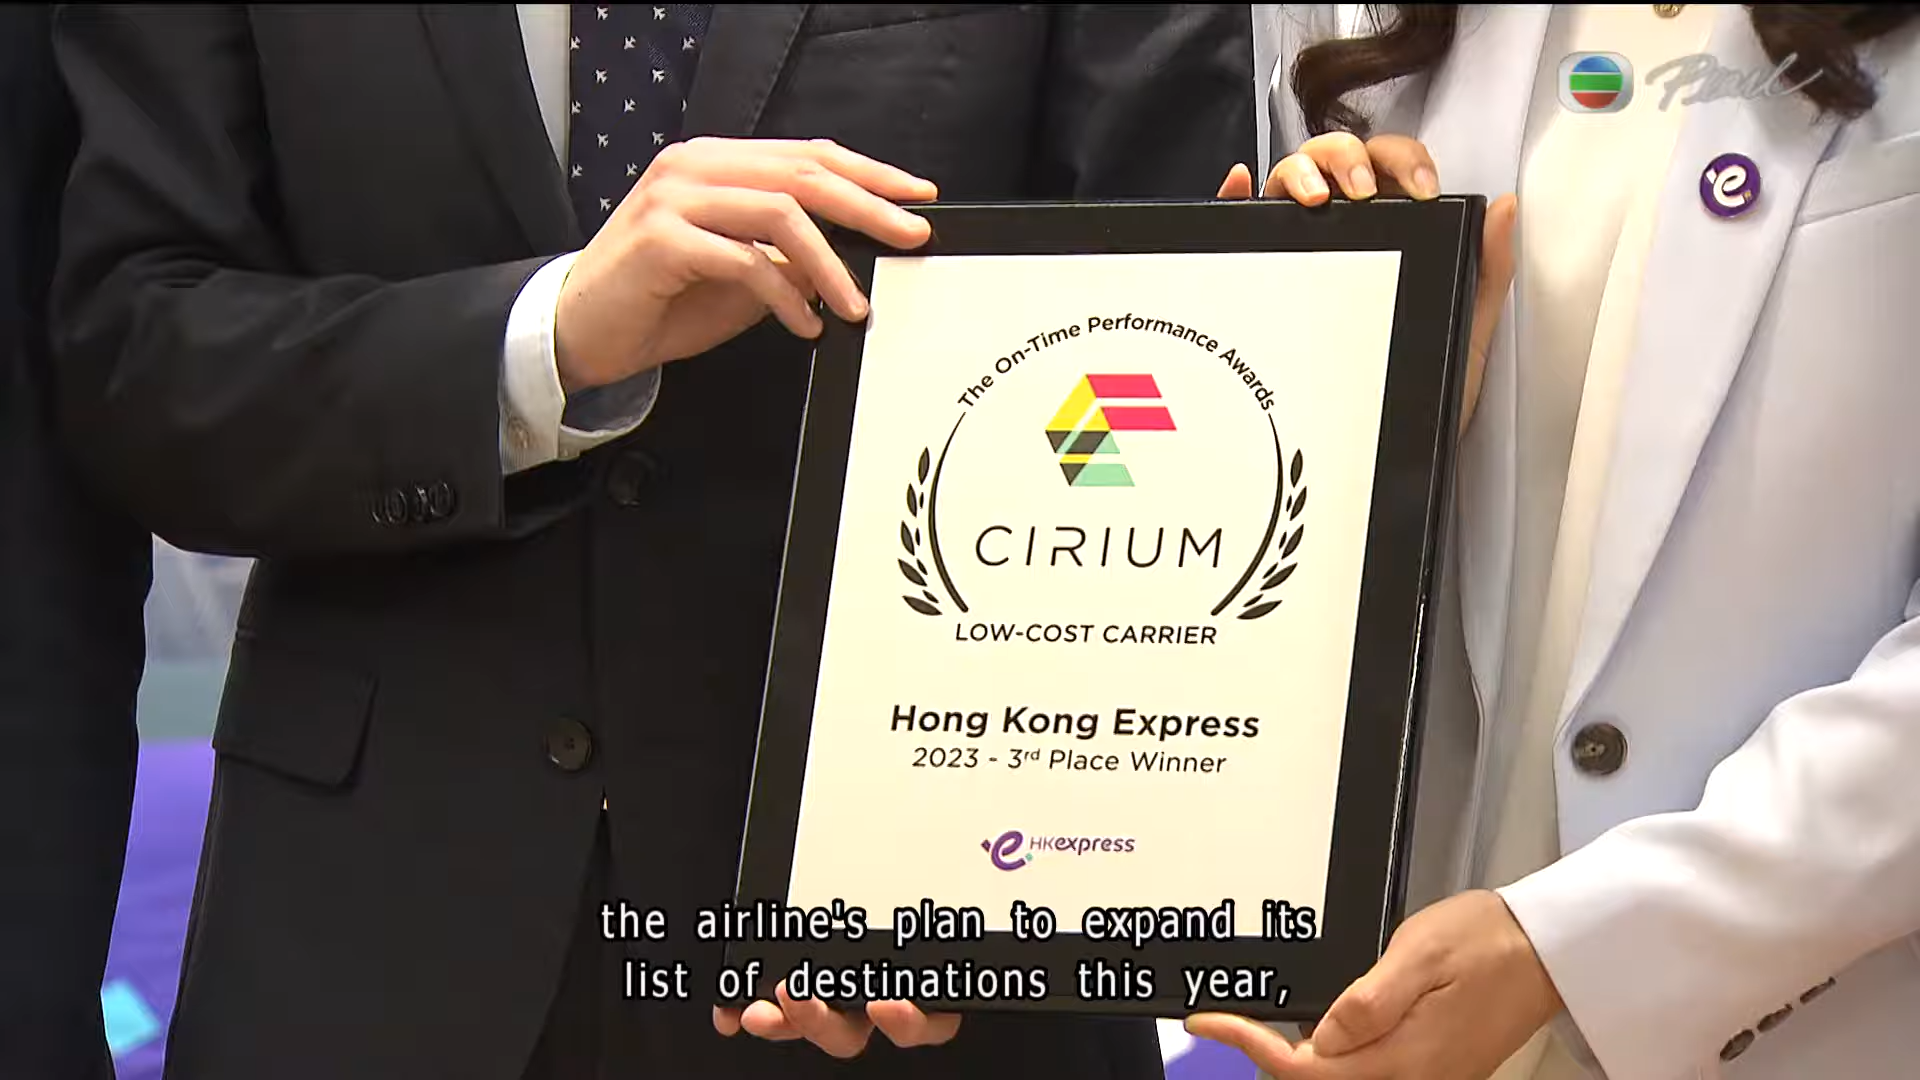 Pearl
e
The On-Time Performance Awards
CIRIUM
LOW-COST CARRIER
Hong Kong Express
2023 - 3rd Place Winner
e HKexpress
the airline's plan to expand its
list of destinations this year,